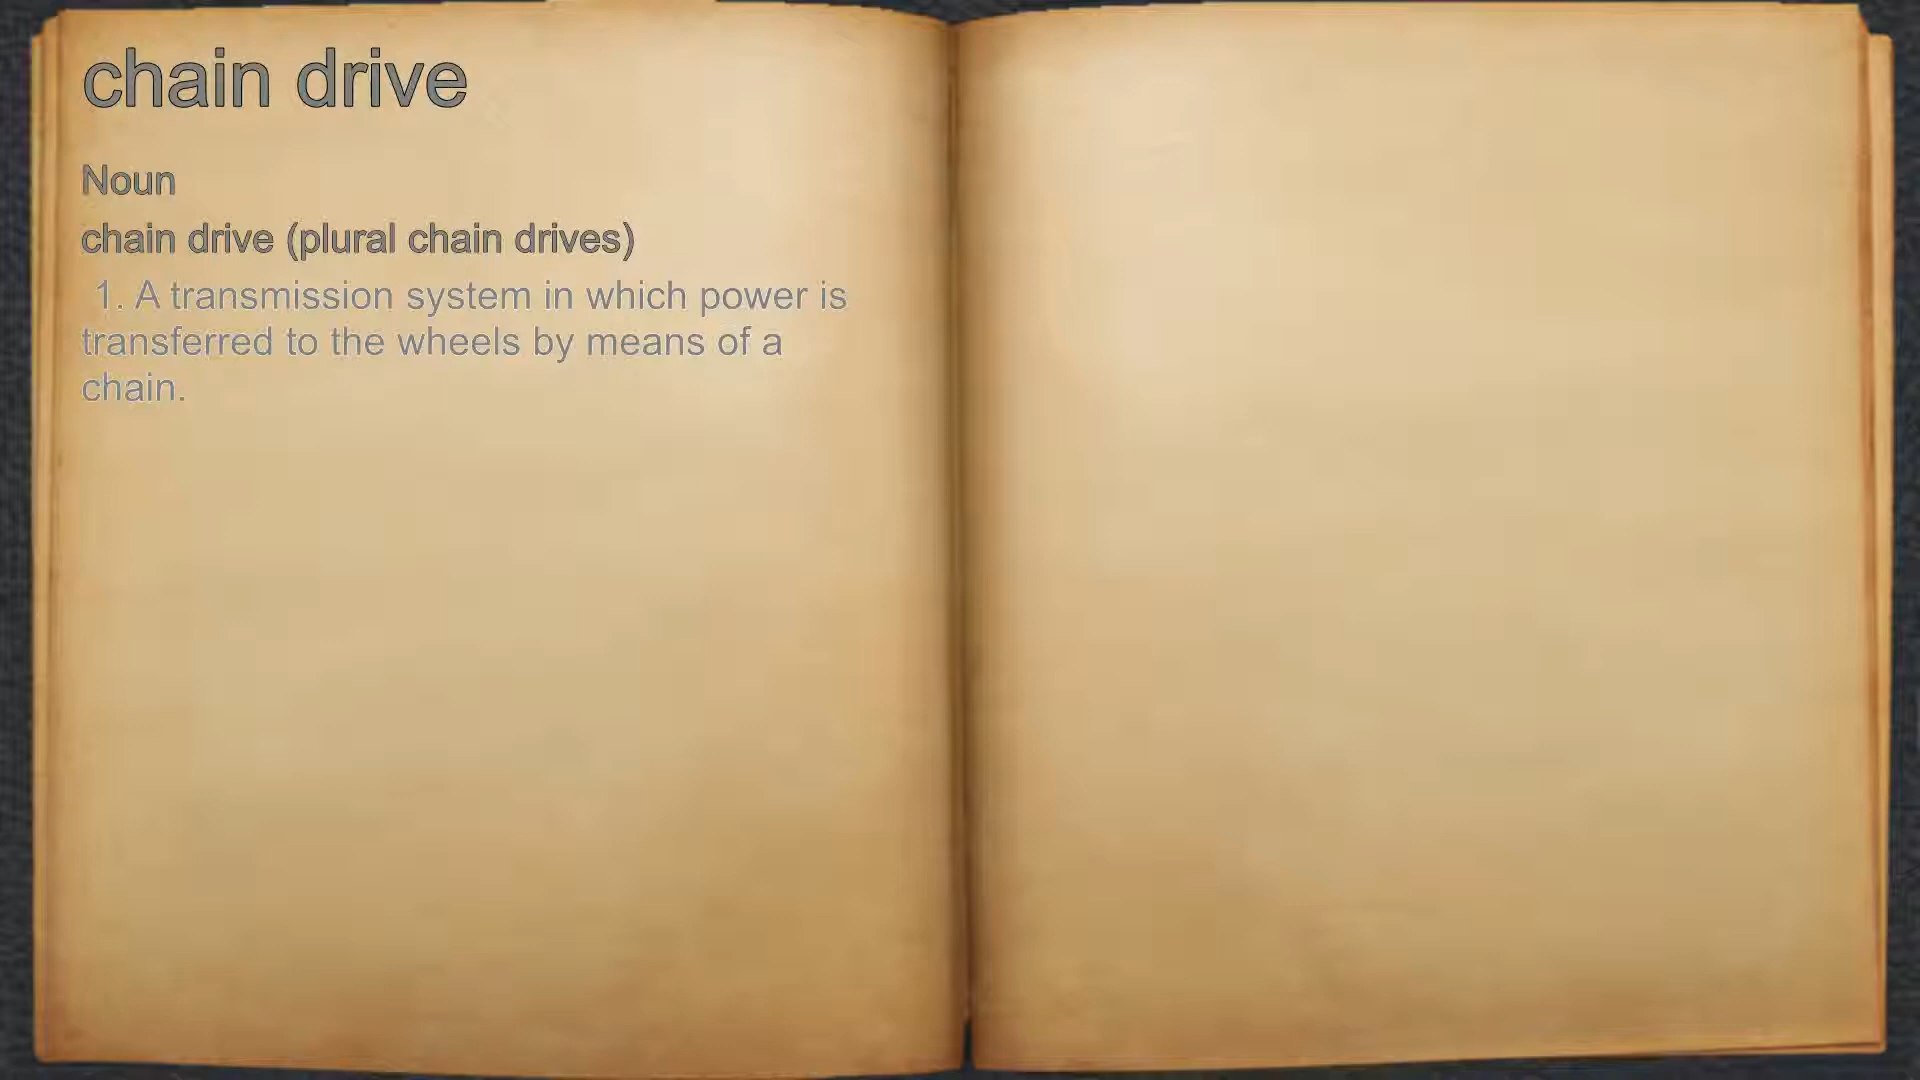 chain drive
Noun
chain drive (plural chain drives)
1. A transmission system in which power is
transferred to the wheels by means of a
chain.